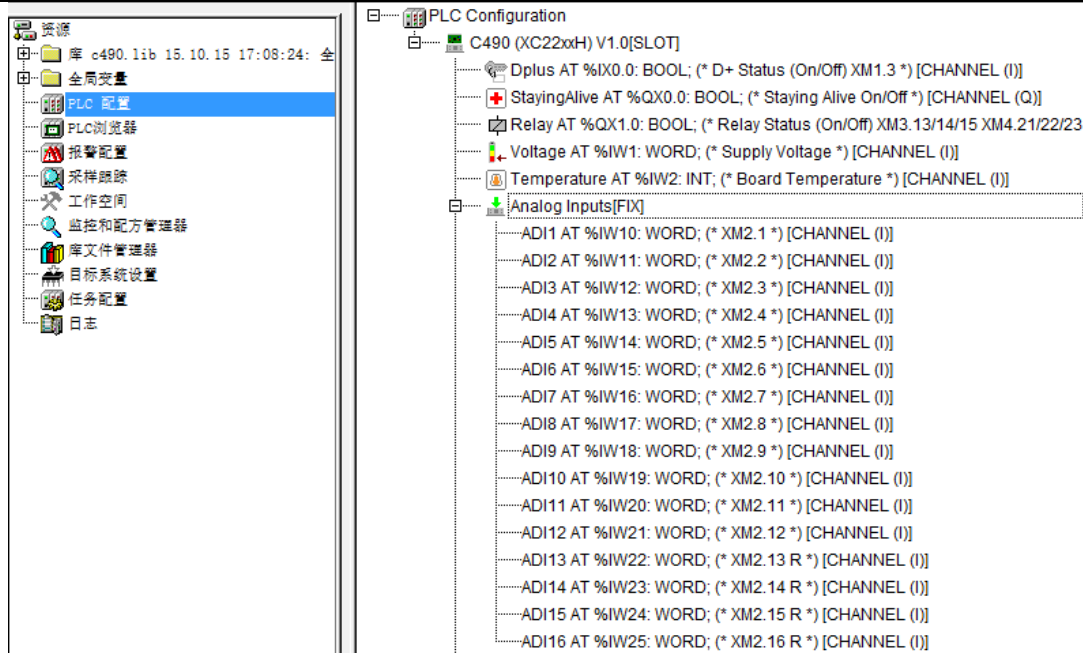 资源
库 c490.lib 15.10.15 17:08:24: 全
全局变量
PLC 配置
PLC浏览器
报警配置
采样跟踪
工作空间
监控和配方管理器
库文件管理器
目标系统设置
任务配置
日志
PLC Configuration
C490 (XC22xxH) V1.0[SLOT]
Dplus AT %IX0.0: BOOL; (* D+ Status (On/Off) XM1.3 *) [CHANNEL (I)]
StayingAlive AT %QX0.0: BOOL; (* Staying Alive On/Off *) [CHANNEL (Q)]
Relay AT %QX1.0: BOOL; (* Relay Status (On/Off) XM3.13/14/15 XM4.21/22/23
Voltage AT %IW1: WORD; (* Supply Voltage *) [CHANNEL (I)]
Temperature AT %IW2: INT; (* Board Temperature *) [CHANNEL (I)]
Analog Inputs[FIX]
ADI1 AT %IW10: WORD; (* XM2.1 *) [CHANNEL (I)]
ADI2 AT %IW11: WORD; (* XM2.2 *) [CHANNEL (I)]
ADI3 AT %IW12: WORD; (* XM2.3 *) [CHANNEL (I)]
ADI4 AT %IW13: WORD; (* XM2.4 *) [CHANNEL (I)]
ADI5 AT %IW14: WORD; (* XM2.5 *) [CHANNEL (I)]
ADI6 AT %IW15: WORD; (* XM2.6 *) [CHANNEL (I)]
ADI7 AT %IW16: WORD; (* XM2.7 *) [CHANNEL (I)]
ADI8 AT %IW17: WORD; (* XM2.8 *) [CHANNEL (I)]
ADI9 AT %IW18: WORD; (* XM2.9 *) [CHANNEL (I)]
ADI10 AT %IW19: WORD; (* XM2.10 *) [CHANNEL (I)]
ADI11 AT %IW20: WORD; (* XM2.11 *) [CHANNEL (I)]
ADI12 AT %IW21: WORD; (* XM2.12 *) [CHANNEL (I)]
ADI13 AT %IW22: WORD; (* XM2.13 R *) [CHANNEL (I)]
ADI14 AT %IW23: WORD; (* XM2.14 R *) [CHANNEL (I)]
ADI15 AT %IW24: WORD; (* XM2.15 R *) [CHANNEL (I)]
ADI16 AT %IW25: WORD; (* XM2.16 R *) [CHANNEL (I)]